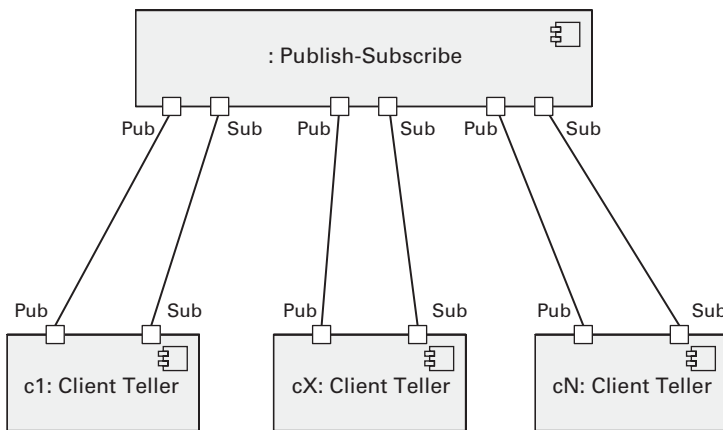 : Publish-Subscribe
Pub Sub Pub Sub Pub Sub
Pub Sub Pub Sub Pub Sub
c1: Client Teller cX: Client Teller cN: Client Teller